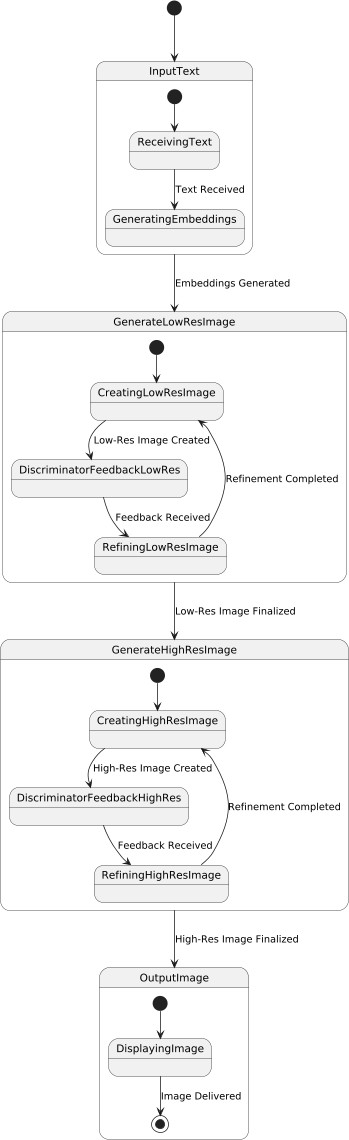 InputText
ReceivingText
Text Received
GeneratingEmbeddings
Embeddings Generated
GenerateLowResImage
CreatingLowResImage
Low-Res Image Created
DiscriminatorFeedbackLowRes
Refinement Completed
Feedback Received
RefiningLowResImage
Low-Res Image Finalized
GenerateHighResImage
CreatingHighResImage
High-Res Image Created
DiscriminatorFeedbackHighRes
Refinement Completed
Feedback Received
RefiningHighResImage
High-Res Image Finalized
OutputImage
DisplayingImage
Image Delivered